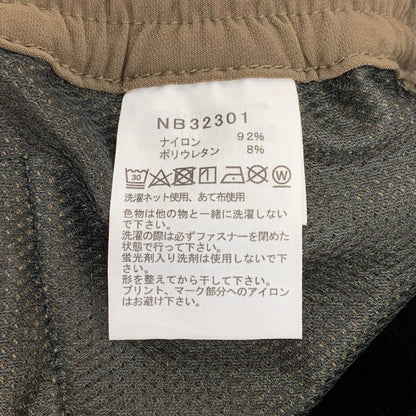 NB32301
ナイロン 92%
ポリウレタン 8%
洗濯ネット使用、あて布使用
色物は他の物と一緒に洗濯しない
で下さい。
洗濯の際は必ずファスナーを閉めた
状態で行って下さい。
蛍光剤入り洗剤は使用しないで下
さい。
形を整えてから干して下さい。
プリント、マーク部分へのアイロン
はお避け下さい。